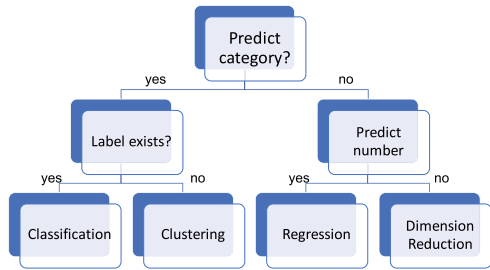 Predict
category?
yes
no
Label exists?
Predict
number
yes
no
yes
no
Classification
Clustering
Regression
Dimension
Reduction